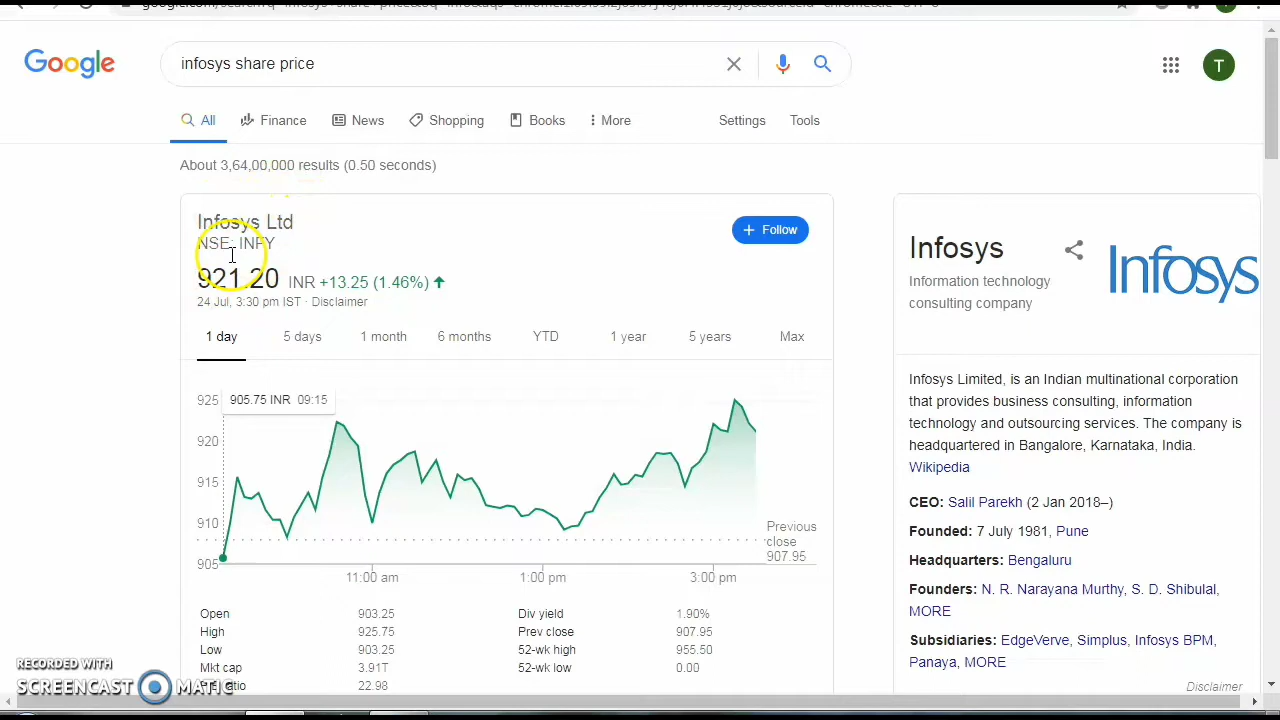 Google
infosys share price
T
All
Finance
News
Shopping
Books
More
Settings
Tools
About 3,64,00,000 results (0.50 seconds)
Infosys Ltd
NSE: INFY
921.20 INR +13.25 (1.46%)
24 Jul, 3:30 pm IST · Disclaimer
Follow
1 day
5 days
1 month
6 months
YTD
1 year
5 years
Max
925
920
915
910
905
905.75 INR 09:15
Previous
close
907.95
11:00 am
1:00 pm
3:00 pm
Open 903.25
High 925.75
Low 903.25
Mkt cap 3.91T
ratio 22.98
Div yield 1.90%
Prev close 907.95
52-wk high 955.50
52-wk low 0.00
Infosys
Information technology
consulting company
Infosys
Infosys Limited, is an Indian multinational corporation
that provides business consulting, information
technology and outsourcing services. The company is
headquartered in Bangalore, Karnataka, India.
Wikipedia
CEO: Salil Parekh (2 Jan 2018–)
Founded: 7 July 1981, Pune
Headquarters: Bengaluru
Founders: N. R. Narayana Murthy, S. D. Shibulal,
MORE
Subsidiaries: EdgeVerve, Simplus, Infosys BPM,
Panaya, MORE
Disclaimer
RECORDED WITH
SCREENCAST MATIC